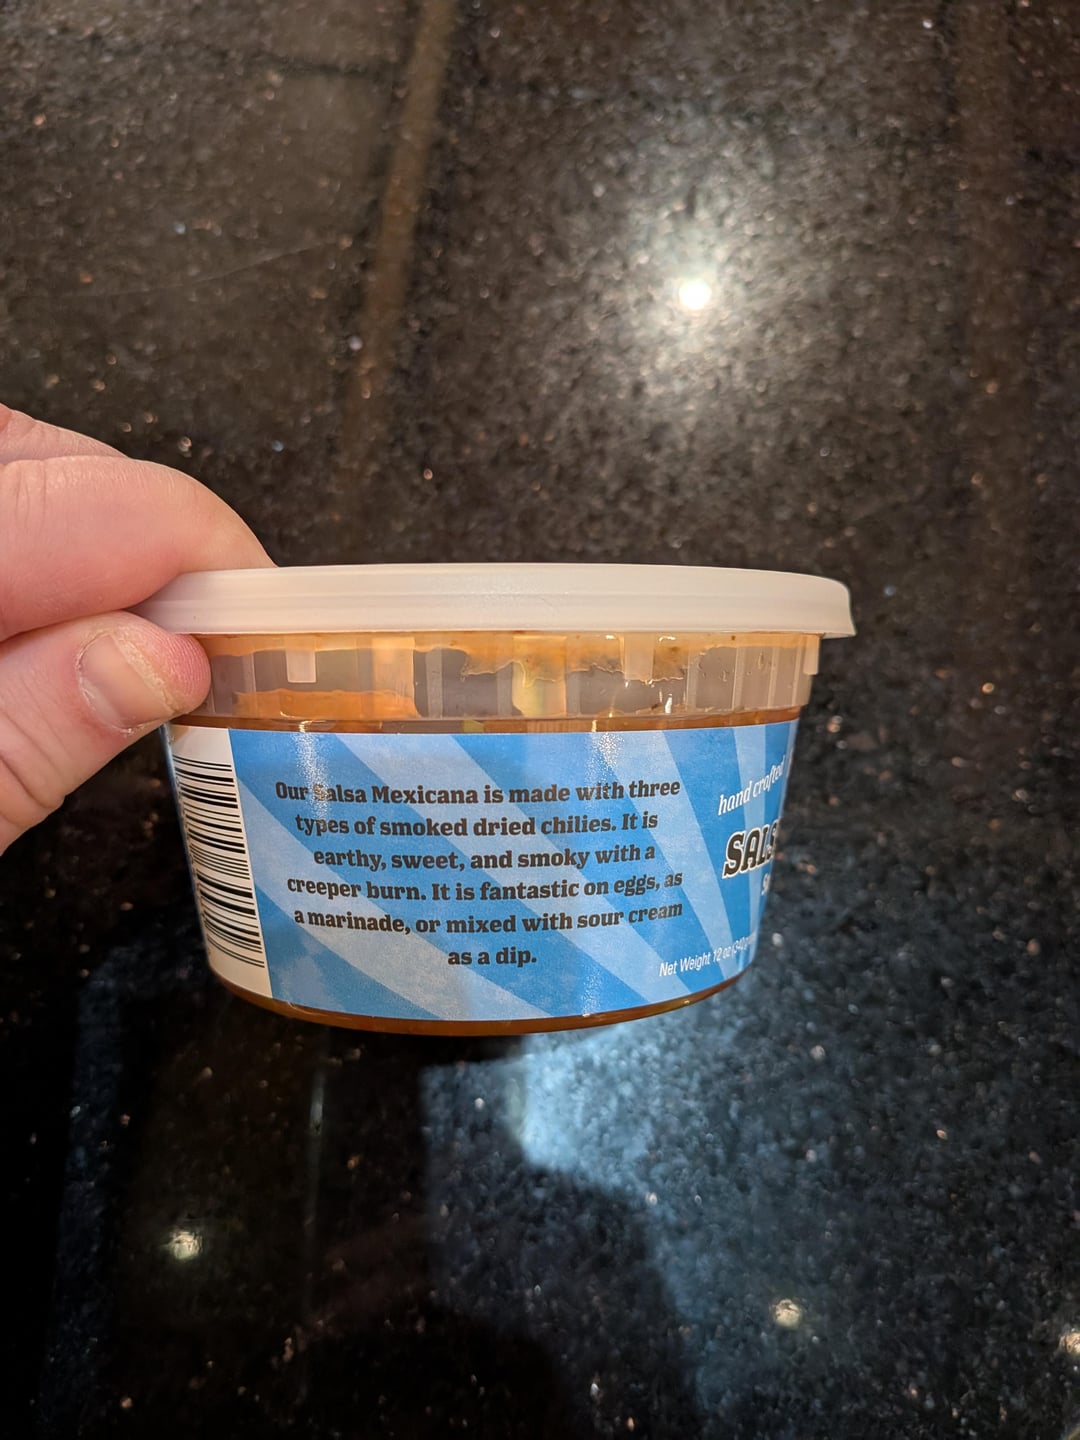 Our Salsa Mexicana is made with three
types of smoked dried chilies. It is
earthy, sweet, and smoky with a
creeper burn. It is fantastic on eggs, as
a marinade, or mixed with sour cream
as a dip.
hand crafted
Net Weight 12 oz (340g